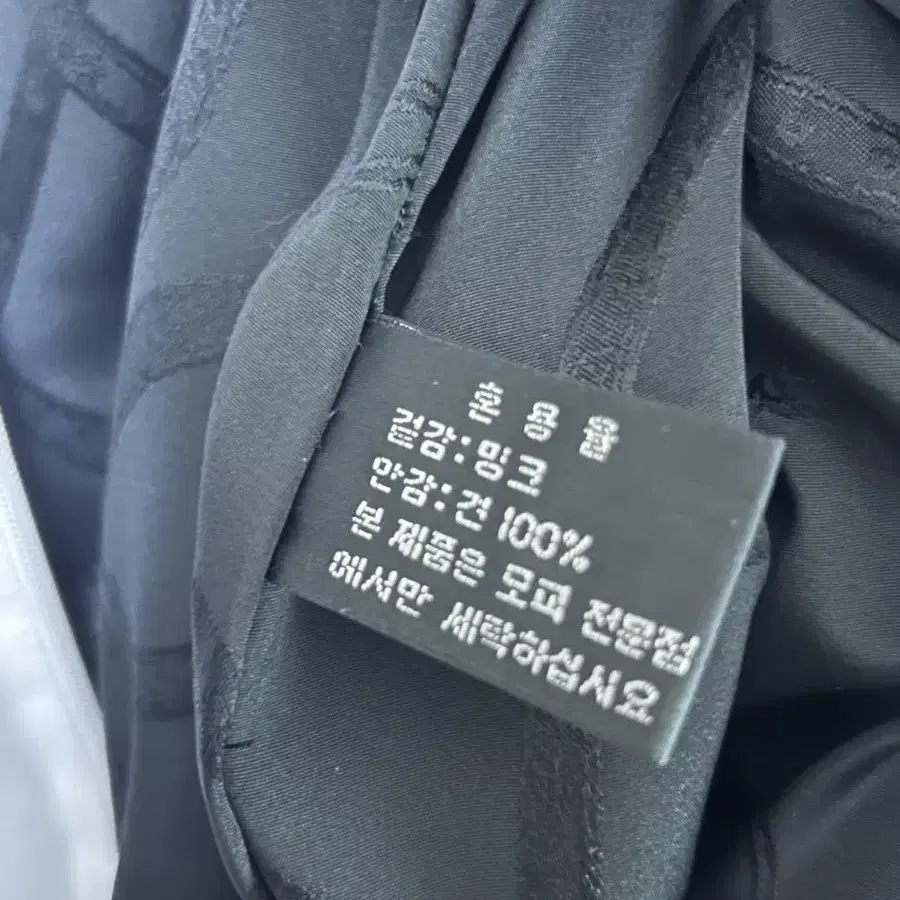 혼용율
겉감:밍크
안감:견 100%
본 제품은 모피 전문점
에서만 세탁하십시요